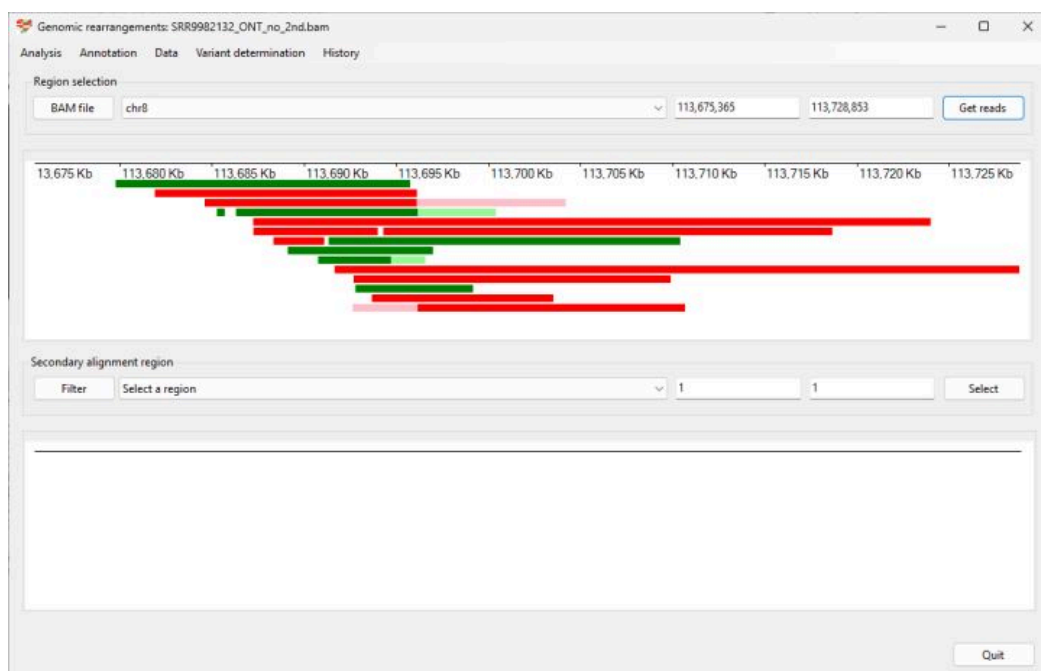 Genomic rearrangements: SRR9982132_ONT_no_2nd.bam
Analysis Annotation Data Variant determination History
Region selection
BAM file chr8 113,675,365 113,728,853 Get reads
13,675 Kb 113,680 Kb 113,685 Kb 113,690 Kb 113,695 Kb 113,700 Kb 113,705 Kb 113,710 Kb 113,715 Kb 113,720 Kb 113,725 Kb
Secondary alignment region
Filter Select a region 1 1 Select
Quit